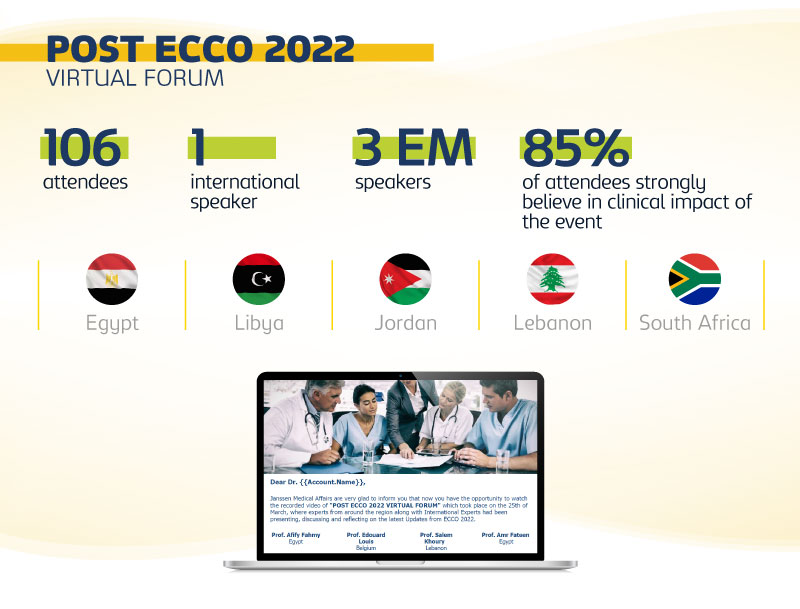 POST ECCO 2022
VIRTUAL FORUM
106
attendees
1
international
speaker
3 EM
speakers
85%
of attendees strongly
believe in clinical impact of
the event
Egypt
Libya
Jordan
Lebanon
South Africa
Dear Dr. {{Account.Name}},
Janssen Medical Affairs are very glad to inform you that now you have the opportunity to watch
the recorded video of "POST ECCO 2022 VIRTUAL FORUM" which took place on the 25th of
March, where experts from around the region along with International Experts had been
presenting, discussing and reflecting on the latest Updates from ECCO 2022.
Prof. Afify Fahmy
Egypt
Prof. Edouard
Louis
Belgium
Prof. Salem
Khoury
Lebanon
Prof. Amr Fateen
Egypt